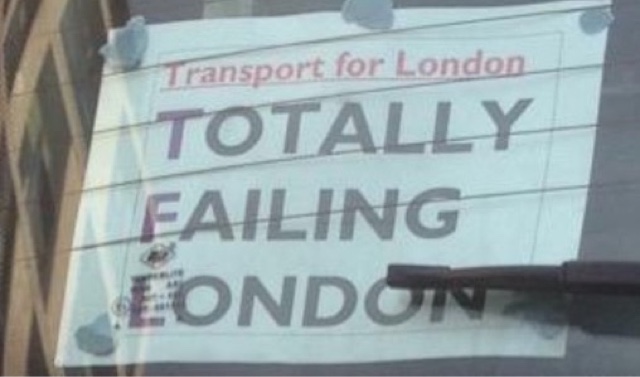 Transport for London
TOTALLY
FAILING
LONDON